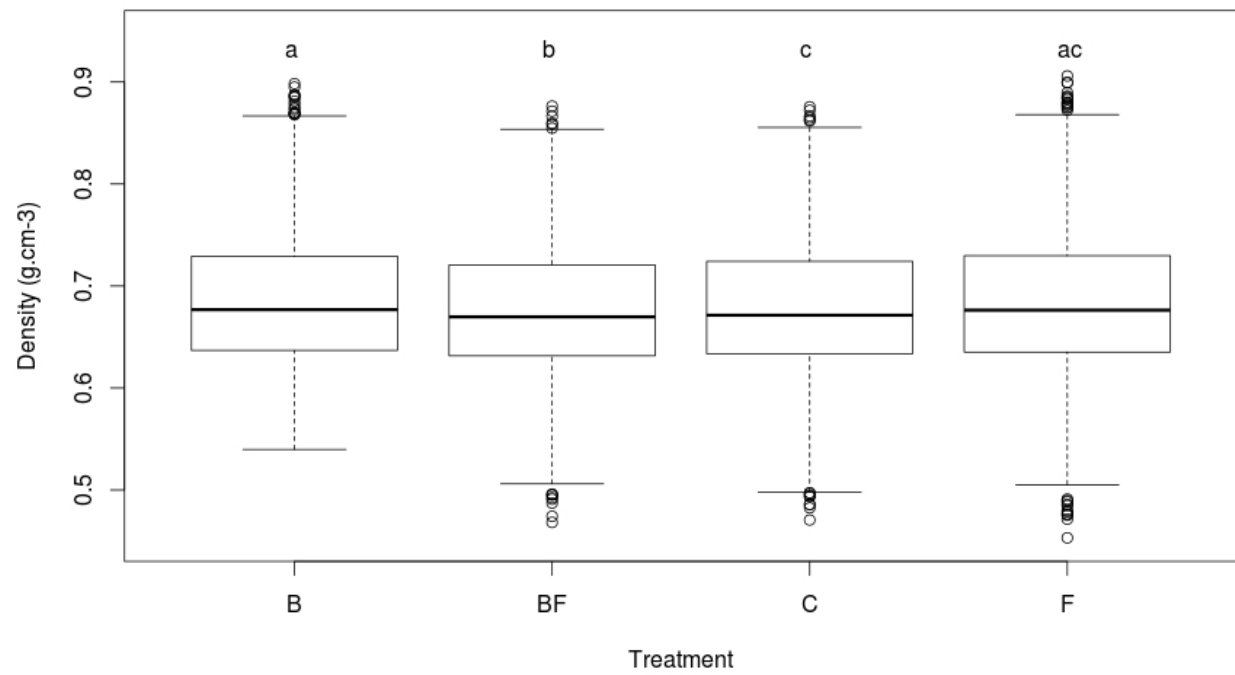 a b c ac
0.9
0.8
0.7
0.6
0.5
Density (g.cm-3)
B BF C F
Treatment